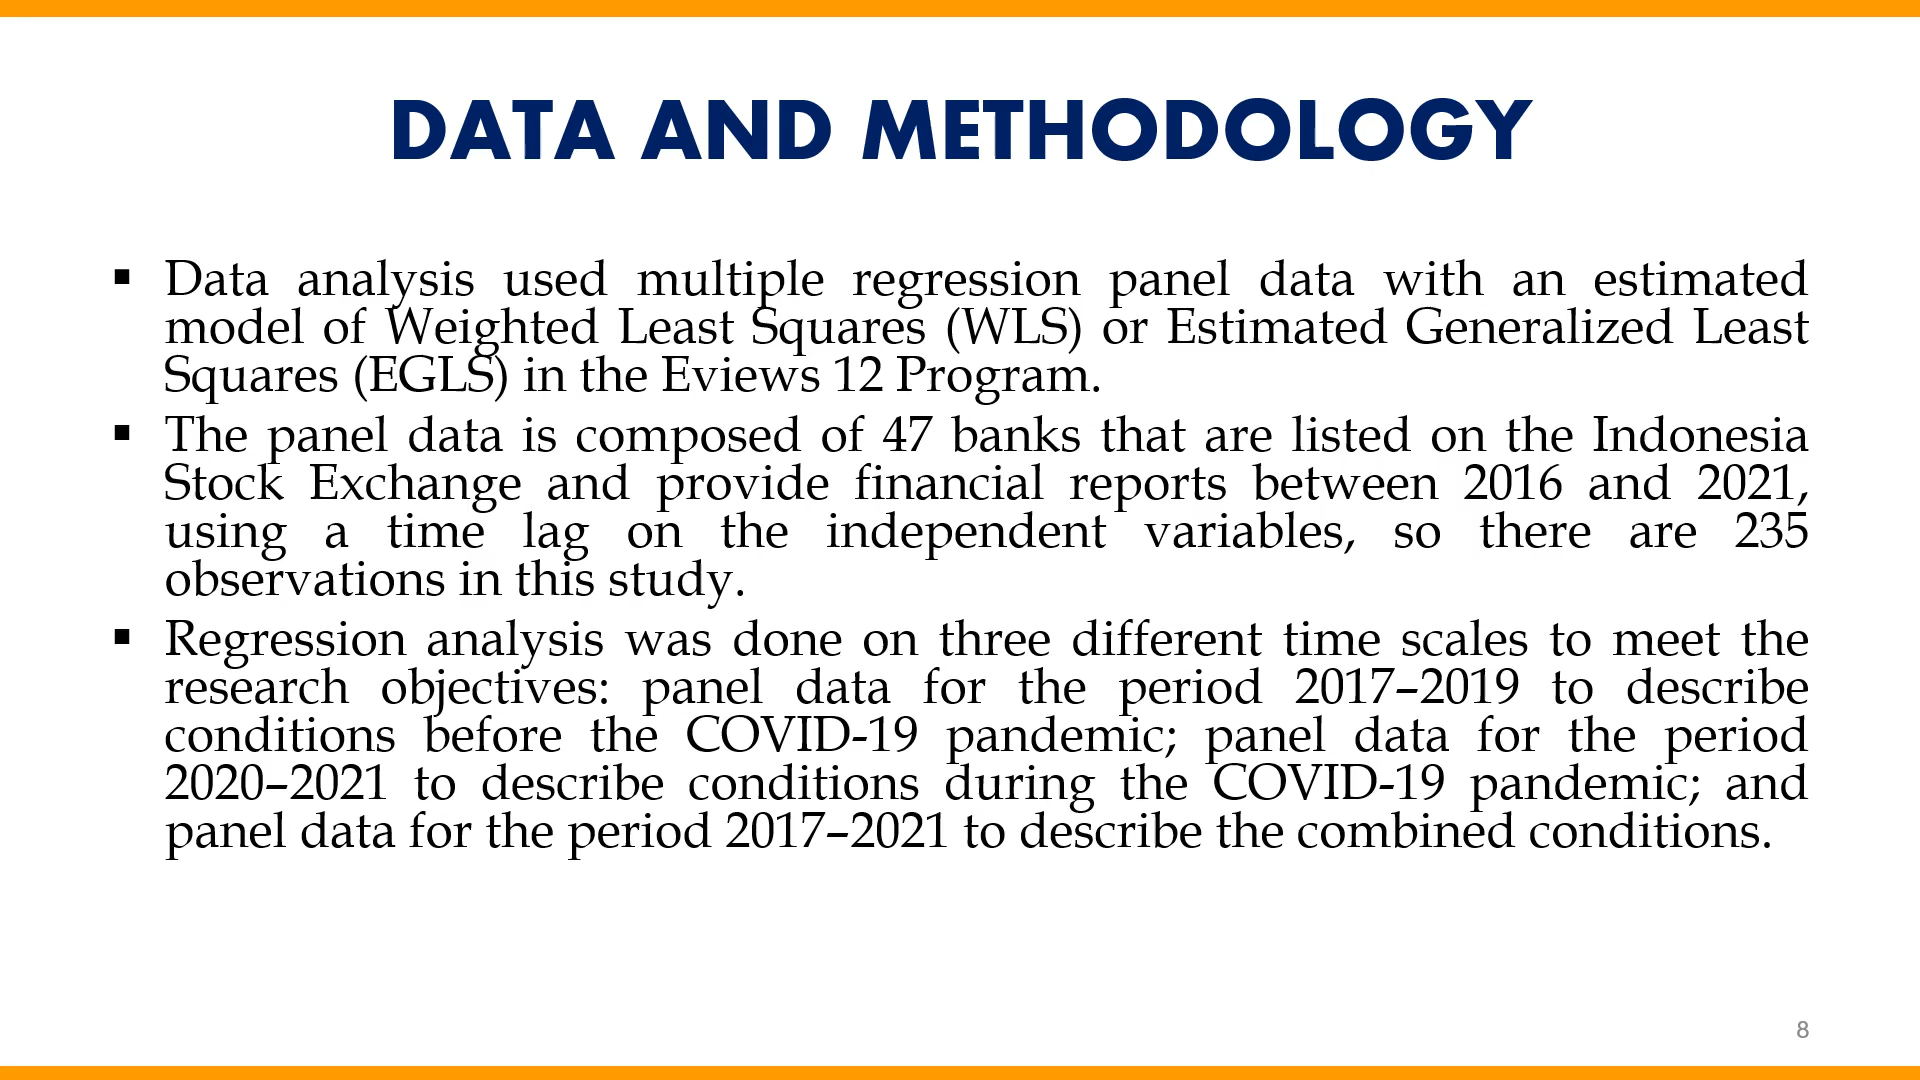 DATA AND METHODOLOGY
▪ Data analysis used multiple regression panel data with an estimated
model of Weighted Least Squares (WLS) or Estimated Generalized Least
Squares (EGLS) in the Eviews 12 Program.
▪ The panel data is composed of 47 banks that are listed on the Indonesia
Stock Exchange and provide financial reports between 2016 and 2021,
using a time lag on the independent variables, so there are 235
observations in this study.
▪ Regression analysis was done on three different time scales to meet the
research objectives: panel data for the period 2017–2019 to describe
conditions before the COVID-19 pandemic; panel data for the period
2020–2021 to describe conditions during the COVID-19 pandemic; and
panel data for the period 2017–2021 to describe the combined conditions.
8